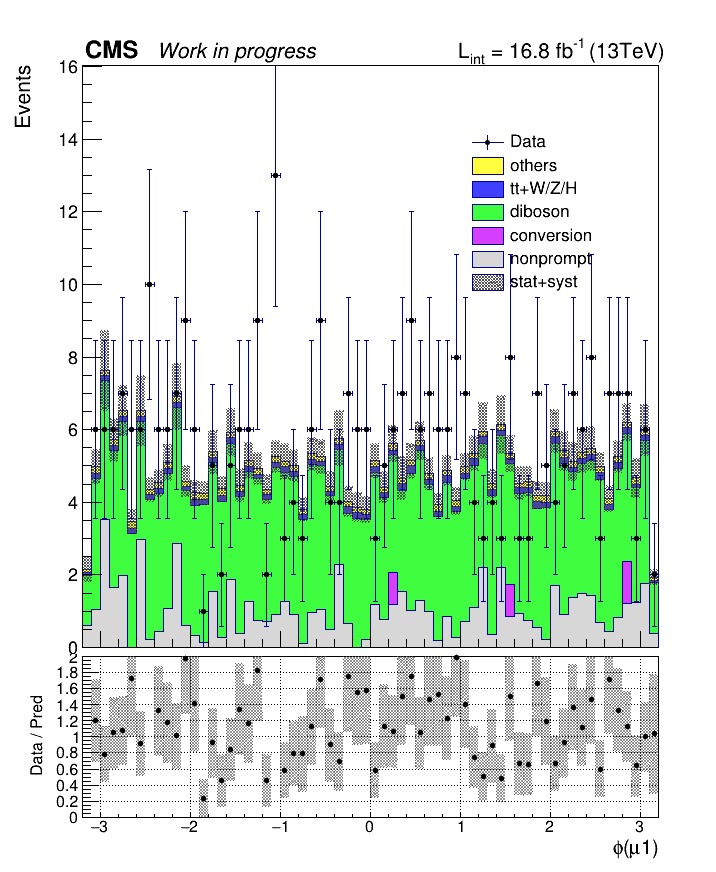 CMS Work in progress L_int = 16.8 fb^-1 (13TeV)
Events
16
14
12
10
8
6
4
2
0
Data
others
tt+W/Z/H
diboson
conversion
nonprompt
stat+syst
Data / Pred
2
1.8
1.6
1.4
1.2
1
0.8
0.6
0.4
0.2
0
−3 −2 −1 0 1 2 3
ϕ(μ1)